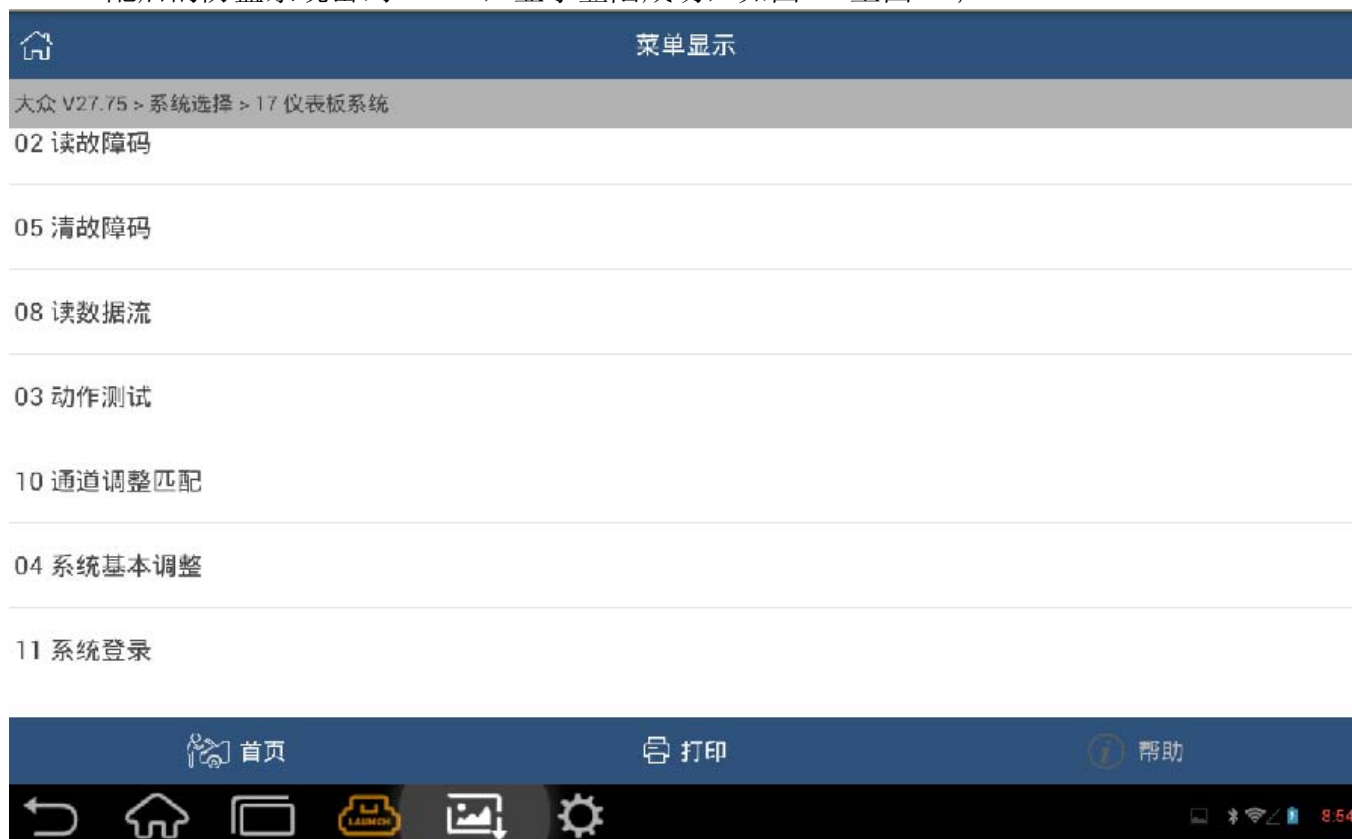 菜单显示
大众 V27.75 > 系统选择 > 17 仪表板系统
02 读故障码
05 清故障码
08 读数据流
03 动作测试
10 通道调整匹配
04 系统基本调整
11 系统登录
首页 打印 帮助
LAUNCH 8:54